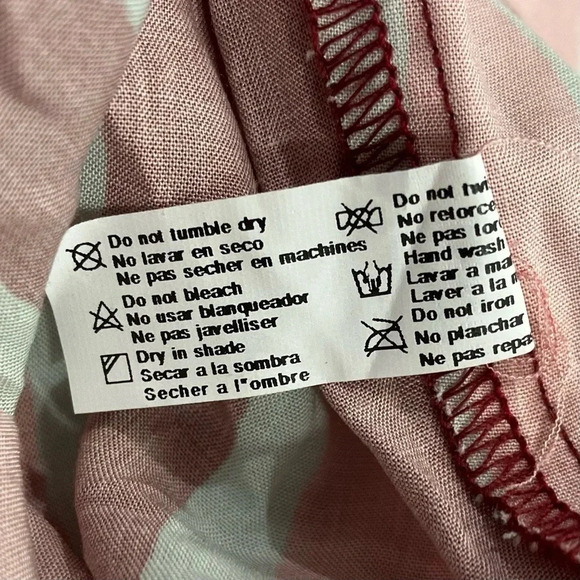 Do not tumble dry
No lavar en seco
Ne pas secher en machines
Do not bleach
No usar blanqueador
Ne pas javelliser
Dry in shade
Secar a la sombra
Secher a l"ombre
Do not
No
Ne pas
Hand wash
Lavar a
Laver a la
Do not iron
No planchar
Ne pas